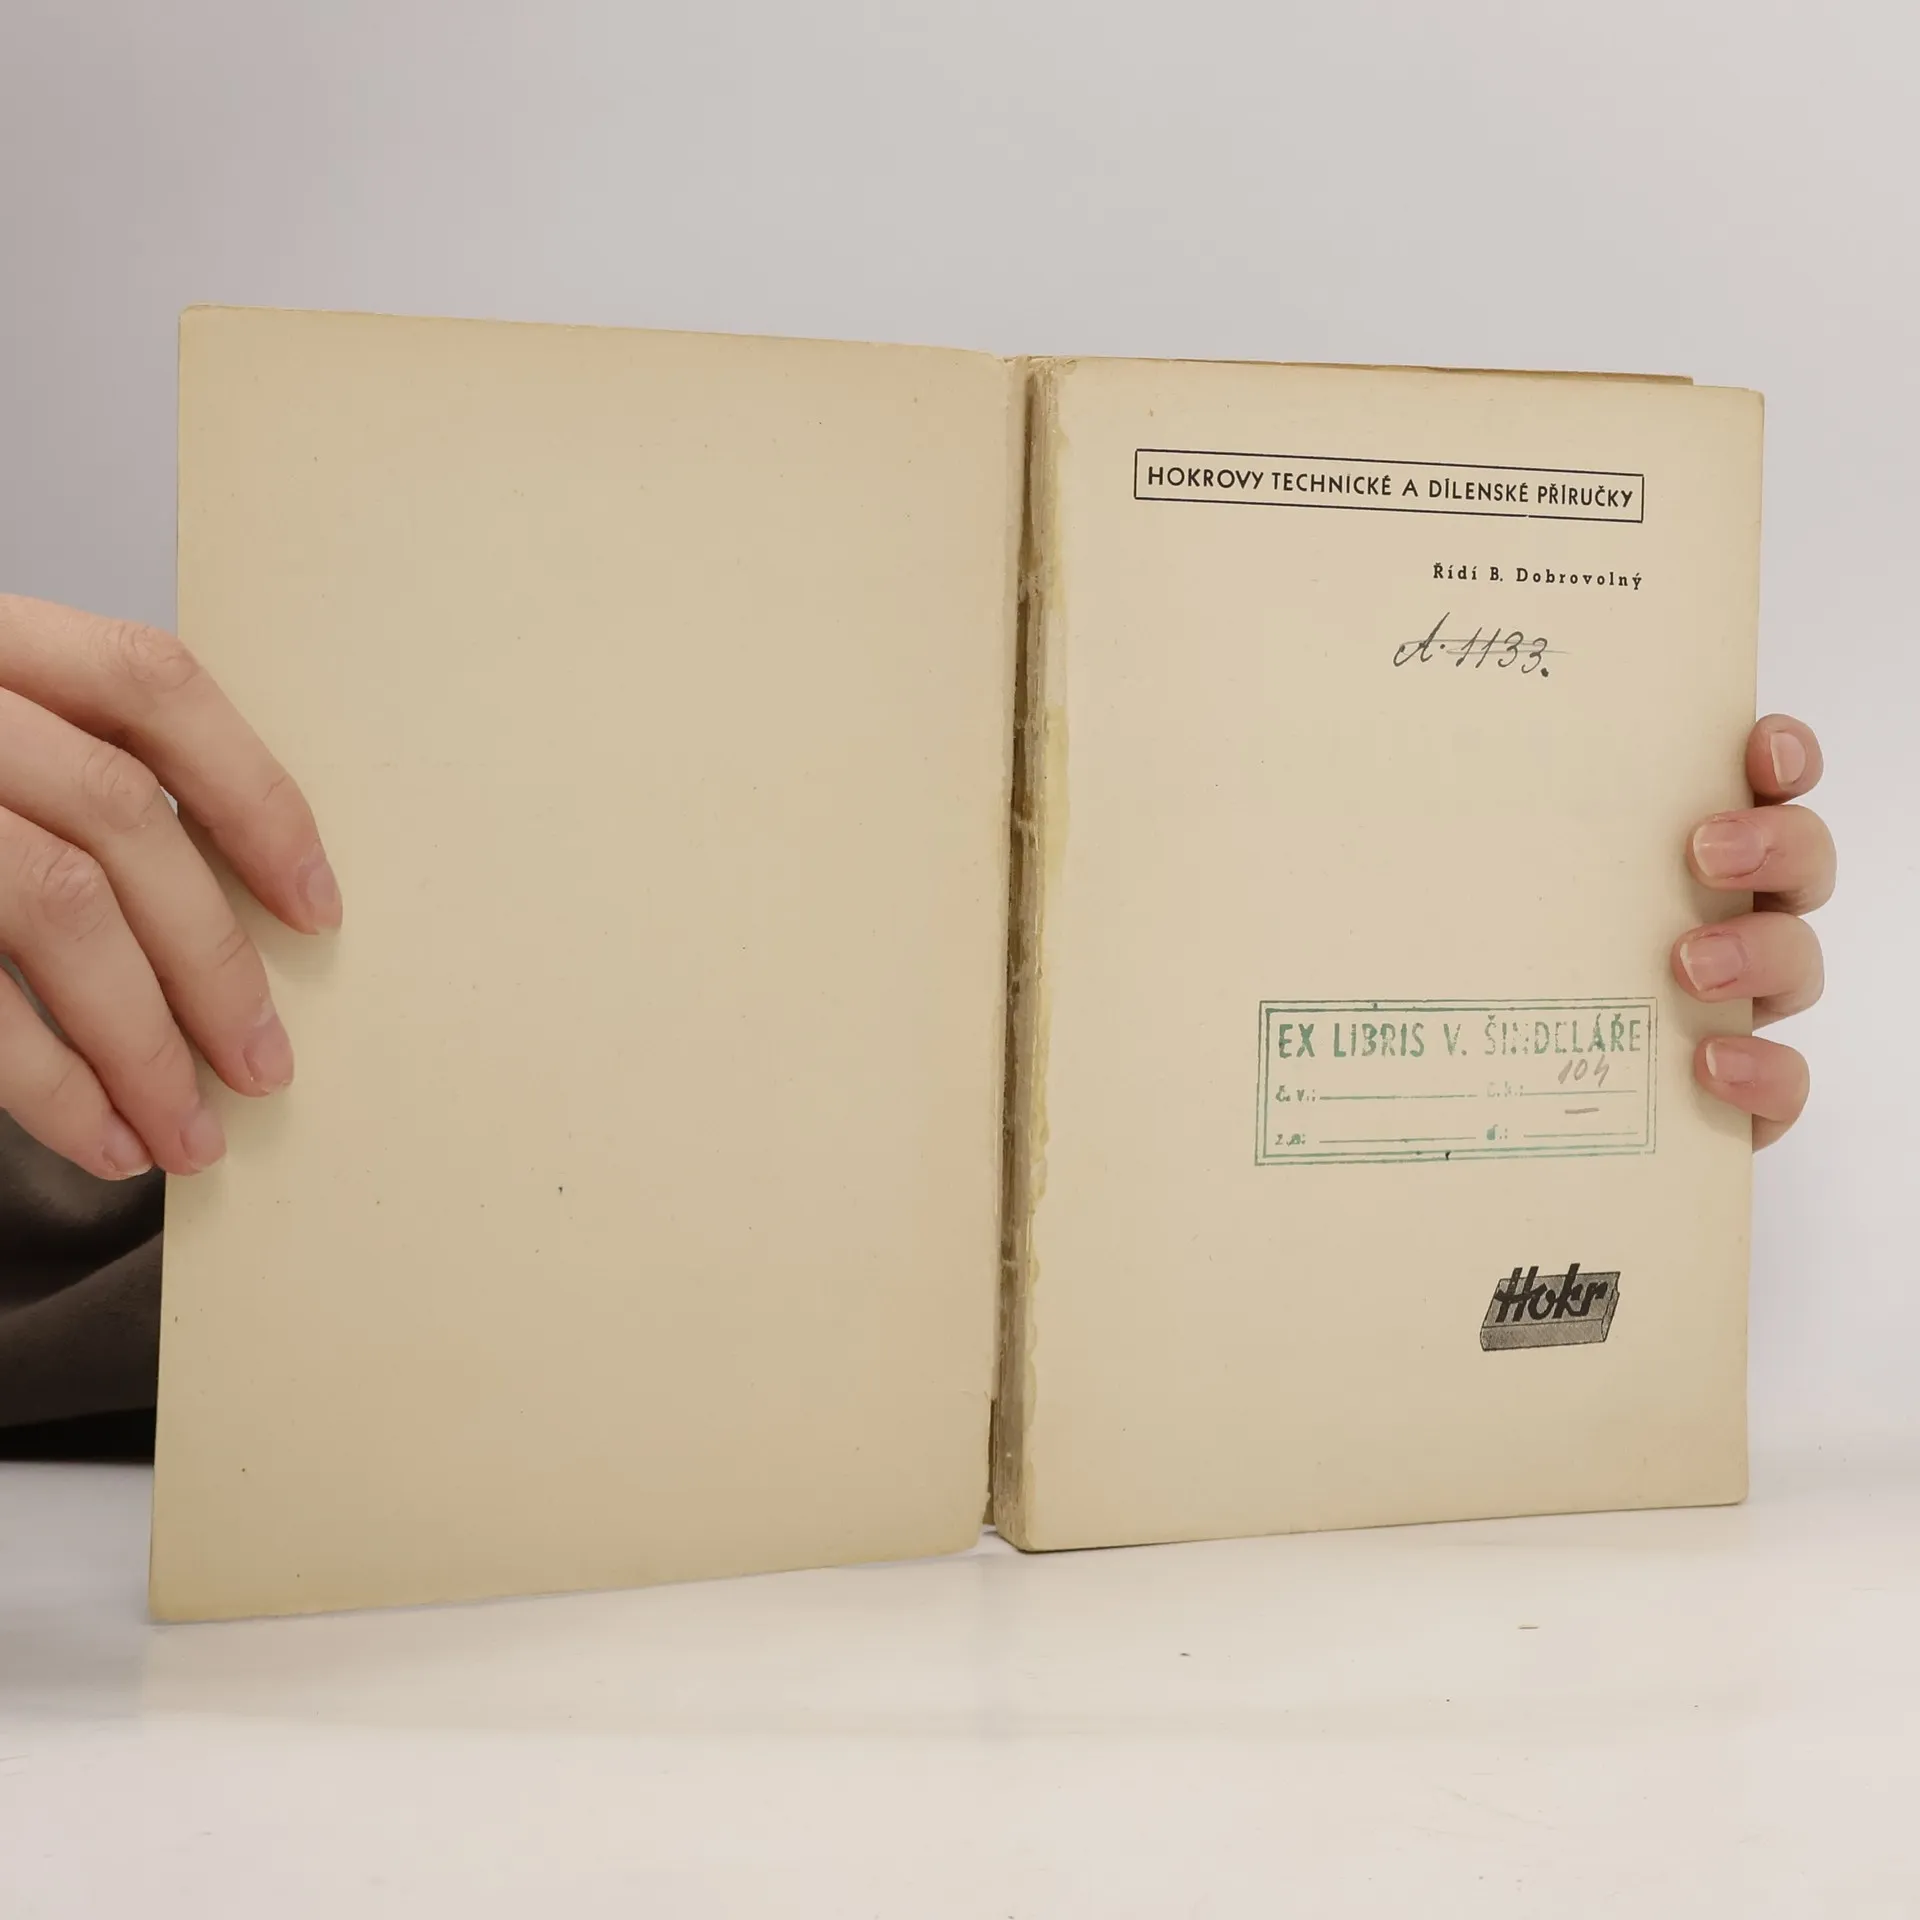 HOKROVY TECHNICKÉ A DÍLENSKÉ PŘÍRUČKY
Řídí B. Dobrovolný
A. 1133.
EX LIBRIS V. ŠINDELÁŘE
č. v.: č. k.: 104
Hokr